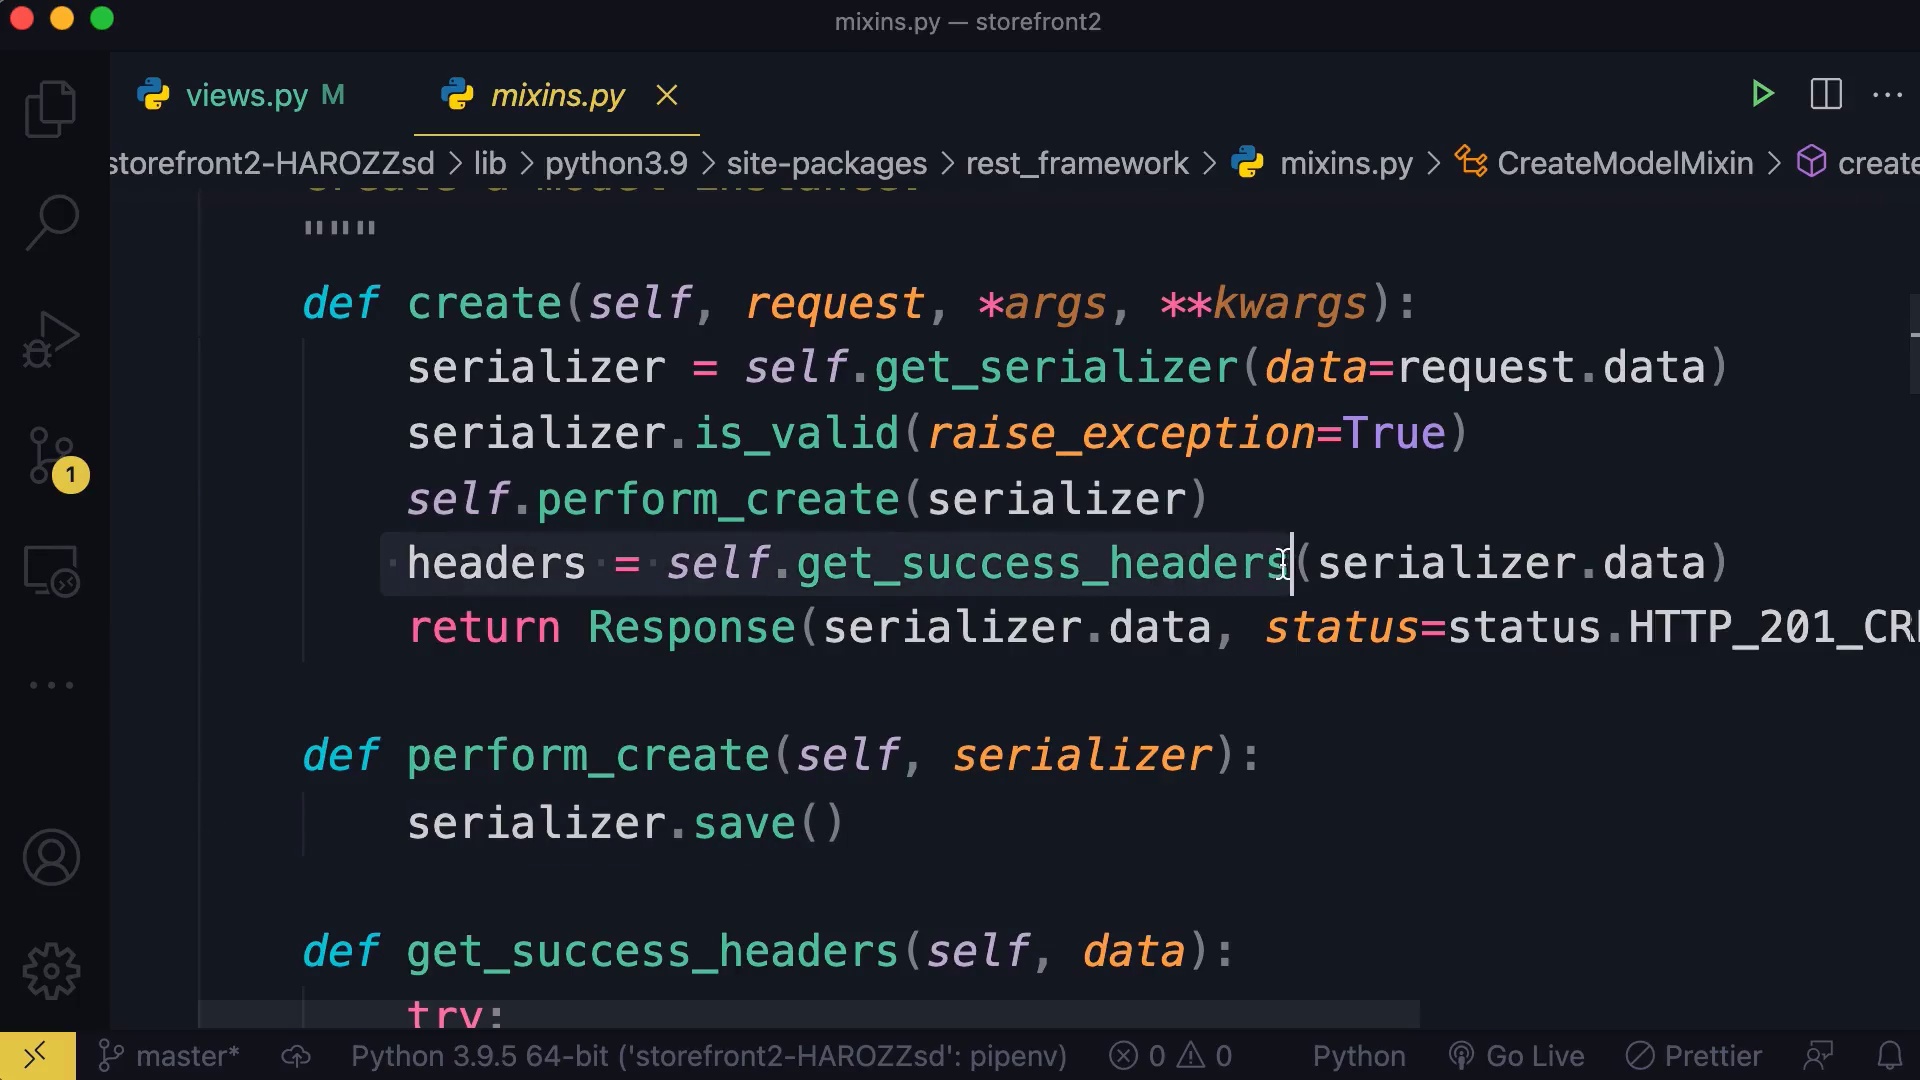 mixins.py — storefront2
views.py M
mixins.py
storefront2-HAROZZsd > lib > python3.9 > site-packages > rest_framework > mixins.py > CreateModelMixin > create
Create a model instance.
"""
def create(self, request, *args, **kwargs):
serializer = self.get_serializer(data=request.data)
serializer.is_valid(raise_exception=True)
self.perform_create(serializer)
headers = self.get_success_headers(serializer.data)
return Response(serializer.data, status=status.HTTP_201_CR
def perform_create(self, serializer):
serializer.save()
def get_success_headers(self, data):
try:
1
master* Python 3.9.5 64-bit ('storefront2-HAROZZsd': pipenv) 0 0 Python Go Live Prettier